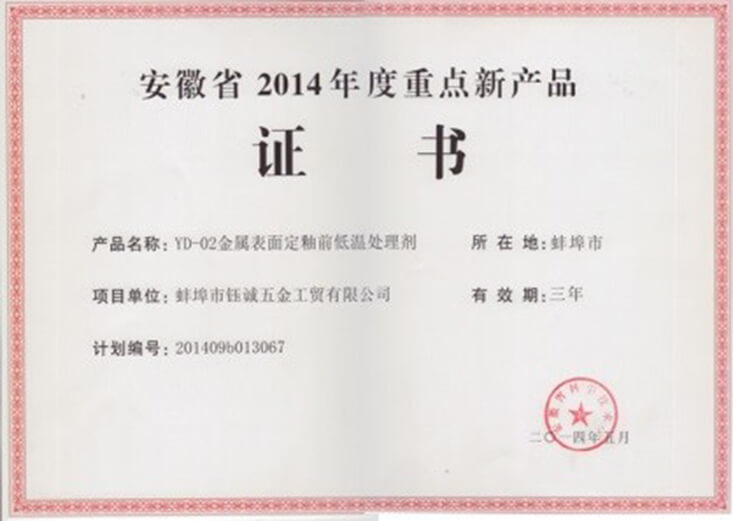 安徽省 2014 年度重点新产品
证 书
产品名称: YD-02金属表面定釉前低温处理剂 所 在 地: 蚌埠市
项目单位: 蚌埠市钰诚五金工贸有限公司 有 效 期: 三年
计划编号: 201409b013067
安徽省科学技术
二〇一四年五月